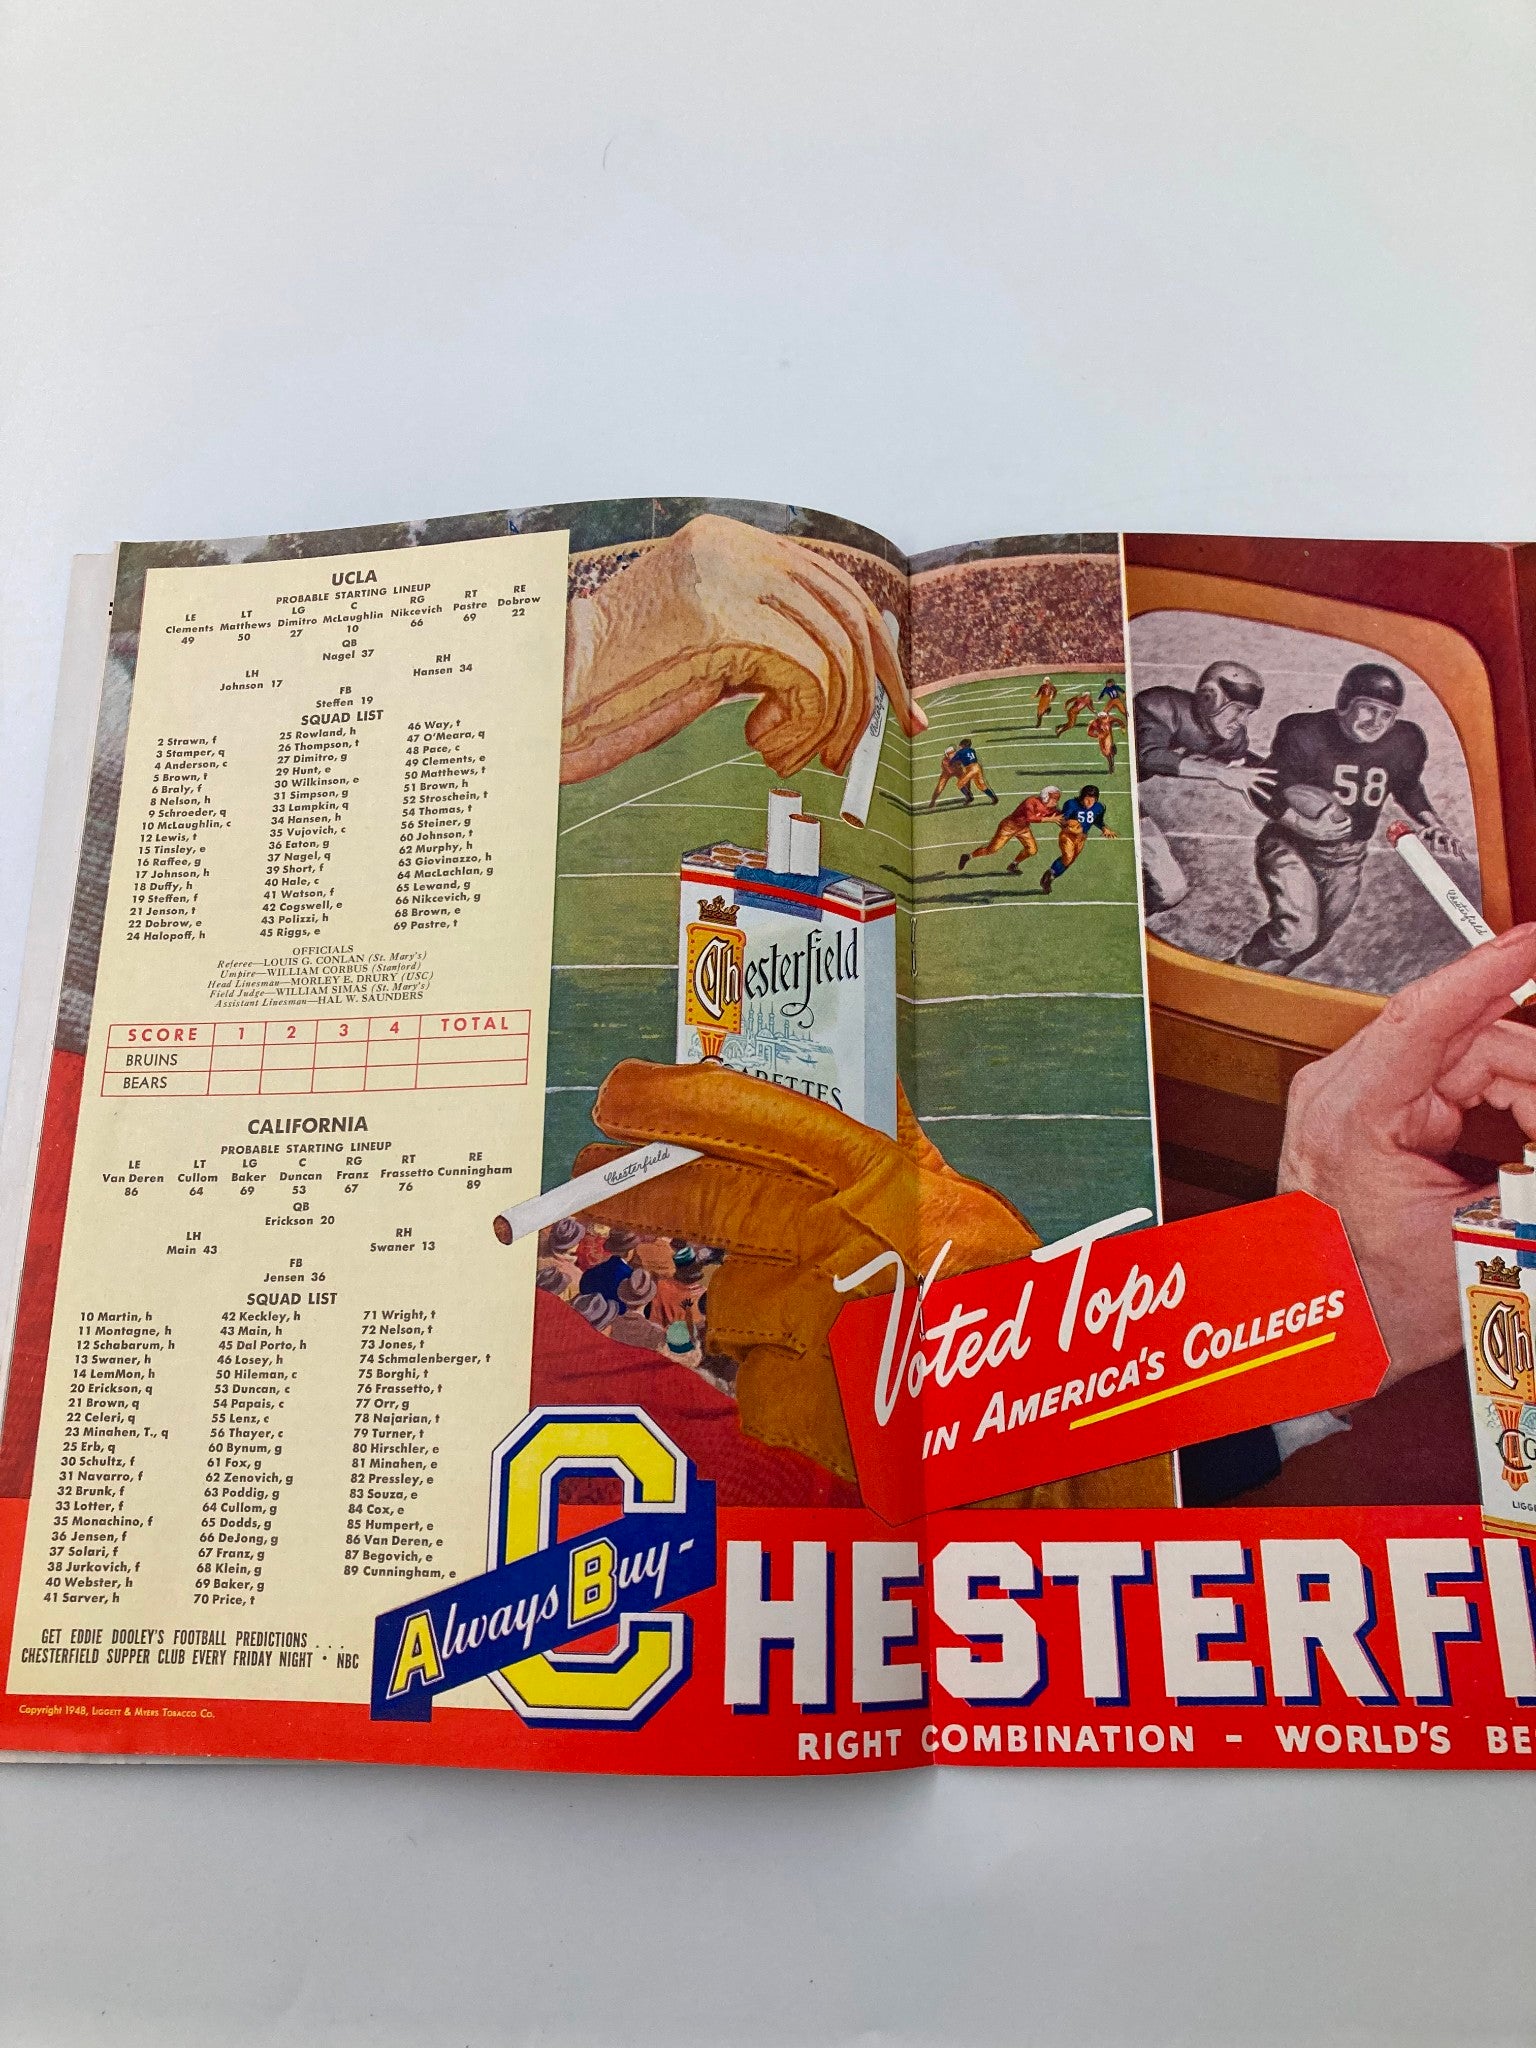 UCLA
PROBABLE STARTING LINEUP
LE LT LG C RG RT RE
Clements Matthews Dimitro McLaughlin Nikcevich Pastre Dobrow
49 50 27 10 66 69 22
QB
Nagel 37
LH RH
Johnson 17 Hansen 34
FB
Steffen 19
SQUAD LIST
2 Strawn, f
3 Stamper, q
4 Anderson, c
5 Brown, t
6 Braly, f
8 Nelson, h
9 Schroeder, q
10 McLaughlin, c
12 Lewis, t
15 Tinsley, e
16 Raffee, g
17 Johnson, h
18 Duffy, h
19 Steffen, f
21 Jenson, t
22 Dobrow, e
24 Halopoff, h
25 Rowland, h
26 Thompson, t
27 Dimitro, g
29 Hunt, e
30 Wilkinson, e
31 Simpson, g
33 Lampkin, q
34 Hansen, h
35 Vujovich, c
36 Eaton, g
37 Nagel, q
39 Short, f
40 Hale, c
41 Watson, f
42 Cogswell, e
43 Polizzi, h
45 Riggs, e
46 Way, t
47 O'Meara, q
48 Pace, c
49 Clements, e
50 Matthews, t
51 Brown, h
52 Stroschein, t
54 Thomas, t
56 Steiner, g
60 Johnson, t
62 Murphy, h
63 Giovinazzo, h
64 MacLachlan, g
65 Lewand, g
66 Nikcevich, g
68 Brown, e
69 Pastre, t
OFFICIALS
Referee—LOUIS G. CONLAN (St. Mary's)
Umpire—WILLIAM CORBUS (Stanford)
Head Linesman—MORLEY E. DRURY (USC)
Field Judge—WILLIAM SIMAS (St. Mary's)
Assistant Linesman—HAL W. SAUNDERS
SCORE 1 2 3 4 TOTAL
BRUINS
BEARS
CALIFORNIA
PROBABLE STARTING LINEUP
LE LT LG C RG RT RE
Van Deren Cullom Baker Duncan Franz Frassetto Cunningham
86 64 69 53 67 76 89
QB
Erickson 20
LH RH
Main 43 Swaner 13
FB
Jensen 36
SQUAD LIST
10 Martin, h
11 Montagne, h
12 Schabarum, h
13 Swaner, h
14 LemMon, h
20 Erickson, q
21 Brown, q
22 Celeri, q
23 Minahen, T., q
25 Erb, q
30 Schultz, f
31 Navarro, f
32 Brunk, f
33 Lotter, f
35 Monachino, f
36 Jensen, f
37 Solari, f
38 Jurkovich, f
40 Webster, h
41 Sarver, h
42 Keckley, h
43 Main, h
45 Dal Porto, h
46 Losey, h
50 Hileman, c
53 Duncan, c
54 Papais, c
55 Lenz, c
56 Thayer, c
60 Bynum, g
61 Fox, g
62 Zenovich, g
63 Poddig, g
64 Cullom, g
65 Dodds, g
66 DeJong, g
67 Franz, g
68 Klein, g
69 Baker, g
70 Price, t
71 Wright, t
72 Nelson, t
73 Jones, t
74 Schmalenberger, t
75 Borghi, t
76 Frassetto, t
77 Orr, g
78 Najarian, t
79 Turner, t
80 Hirschler, e
81 Minahen, e
82 Pressley, e
83 Souza, e
84 Cox, e
85 Humpert, e
86 Van Deren, e
87 Begovich, e
89 Cunningham, e
GET EDDIE DOOLEY'S FOOTBALL PREDICTIONS . . .
CHESTERFIELD SUPPER CLUB EVERY FRIDAY NIGHT • NBC
Copyright 1948, LIGGETT & MYERS TOBACCO CO.
Chesterfield
58
58
Chesterfield
Chesterfield
Chesterfield
Voted Tops
IN AMERICA'S COLLEGES
Ch
LIGG
Always Buy-
CHESTERFI
RIGHT COMBINATION - WORLD'S BE